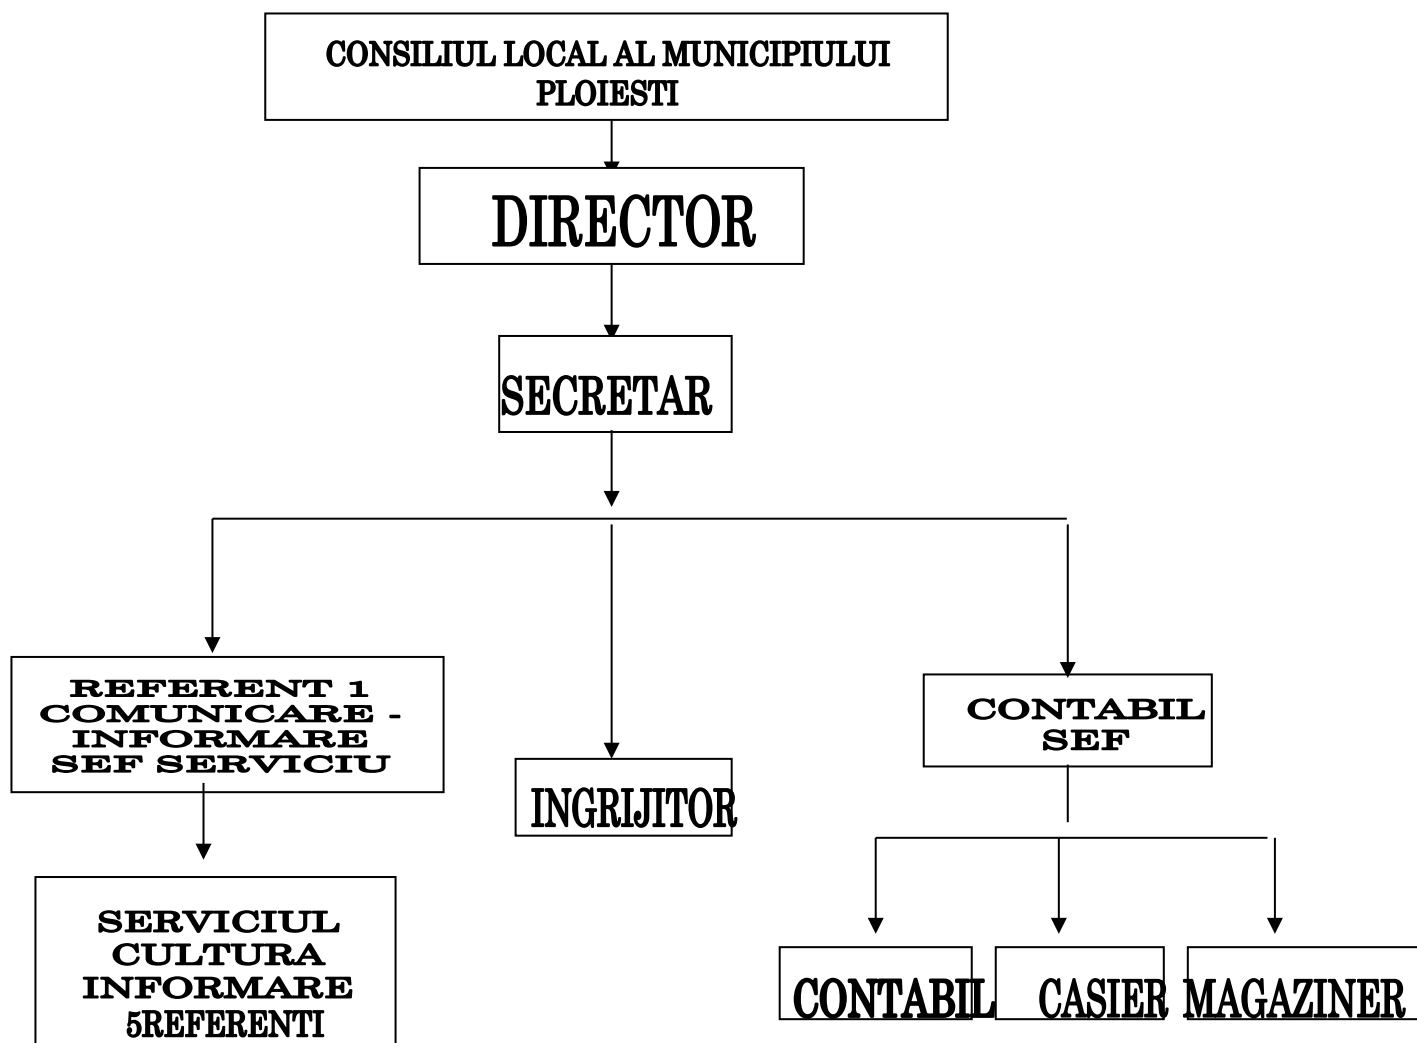 CONSILIUL LOCAL AL MUNICIPIULUI
PLOIESTI
DIRECTOR
SECRETAR
REFERENT 1
COMUNICARE -
INFORMARE
SEF SERVICIU
INGRIJITOR
CONTABIL
SEF
SERVICIUL
CULTURA
INFORMARE
5REFERENTI
CONTABIL
CASIER
MAGAZINER